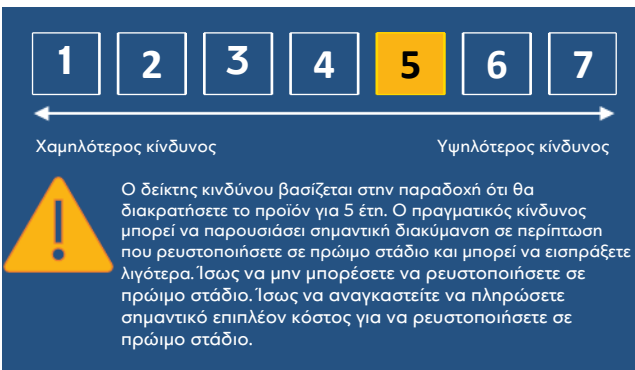 1 2 3 4 5 6 7
Χαμηλότερος κίνδυνος Υψηλότερος κίνδυνος
Ο δείκτης κινδύνου βασίζεται στην παραδοχή ότι θα
διακρατήσετε το προϊόν για 5 έτη. Ο πραγματικός κίνδυνος
μπορεί να παρουσιάσει σημαντική διακύμανση σε περίπτωση
που ρευστοποιήσετε σε πρώιμο στάδιο και μπορεί να εισπράξετε
λιγότερα. Ίσως να μην μπορέσετε να ρευστοποιήσετε σε
πρώιμο στάδιο. Ίσως να αναγκαστείτε να πληρώσετε
σημαντικό επιπλέον κόστος για να ρευστοποιήσετε σε
πρώιμο στάδιο.